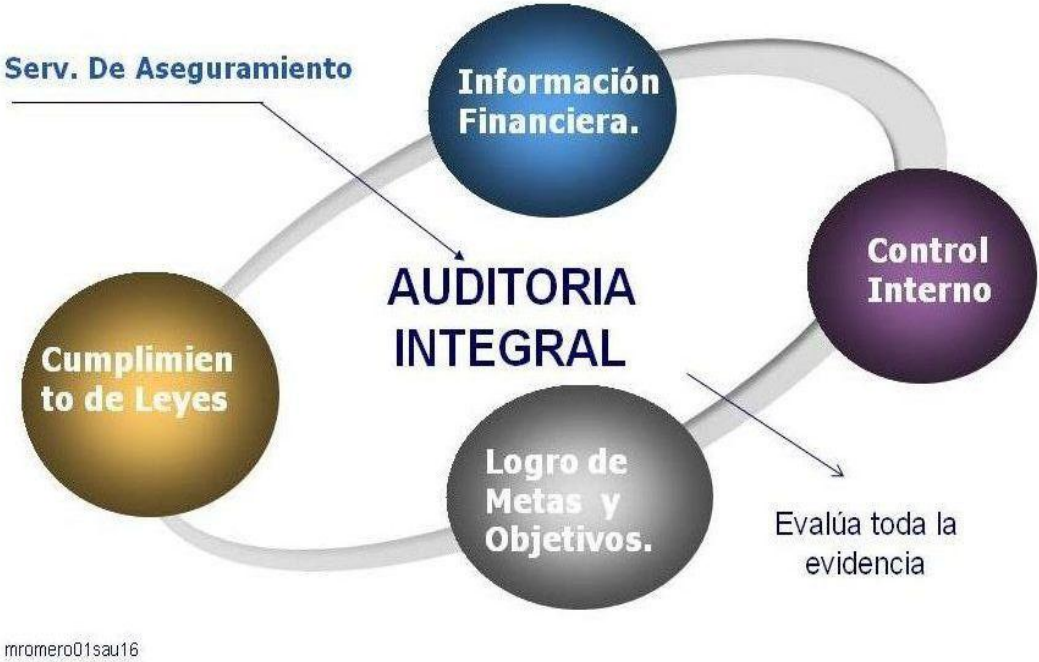 Serv. De Aseguramiento
Información
Financiera.
Control
Interno
AUDITORIA
INTEGRAL
Cumplimien
to de Leyes
Logro de
Metas y
Objetivos.
Evalúa toda la
evidencia
mromero01sau16